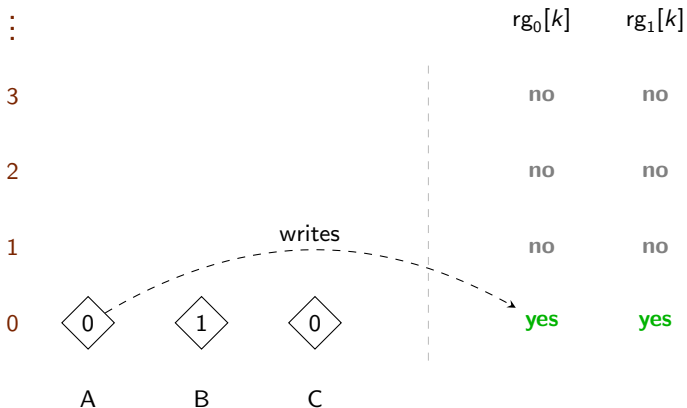 ⋮ rg₀[k] rg₁[k]
3 no no
2 no no
1 writes no no
0 0 1 0 yes yes
A B C